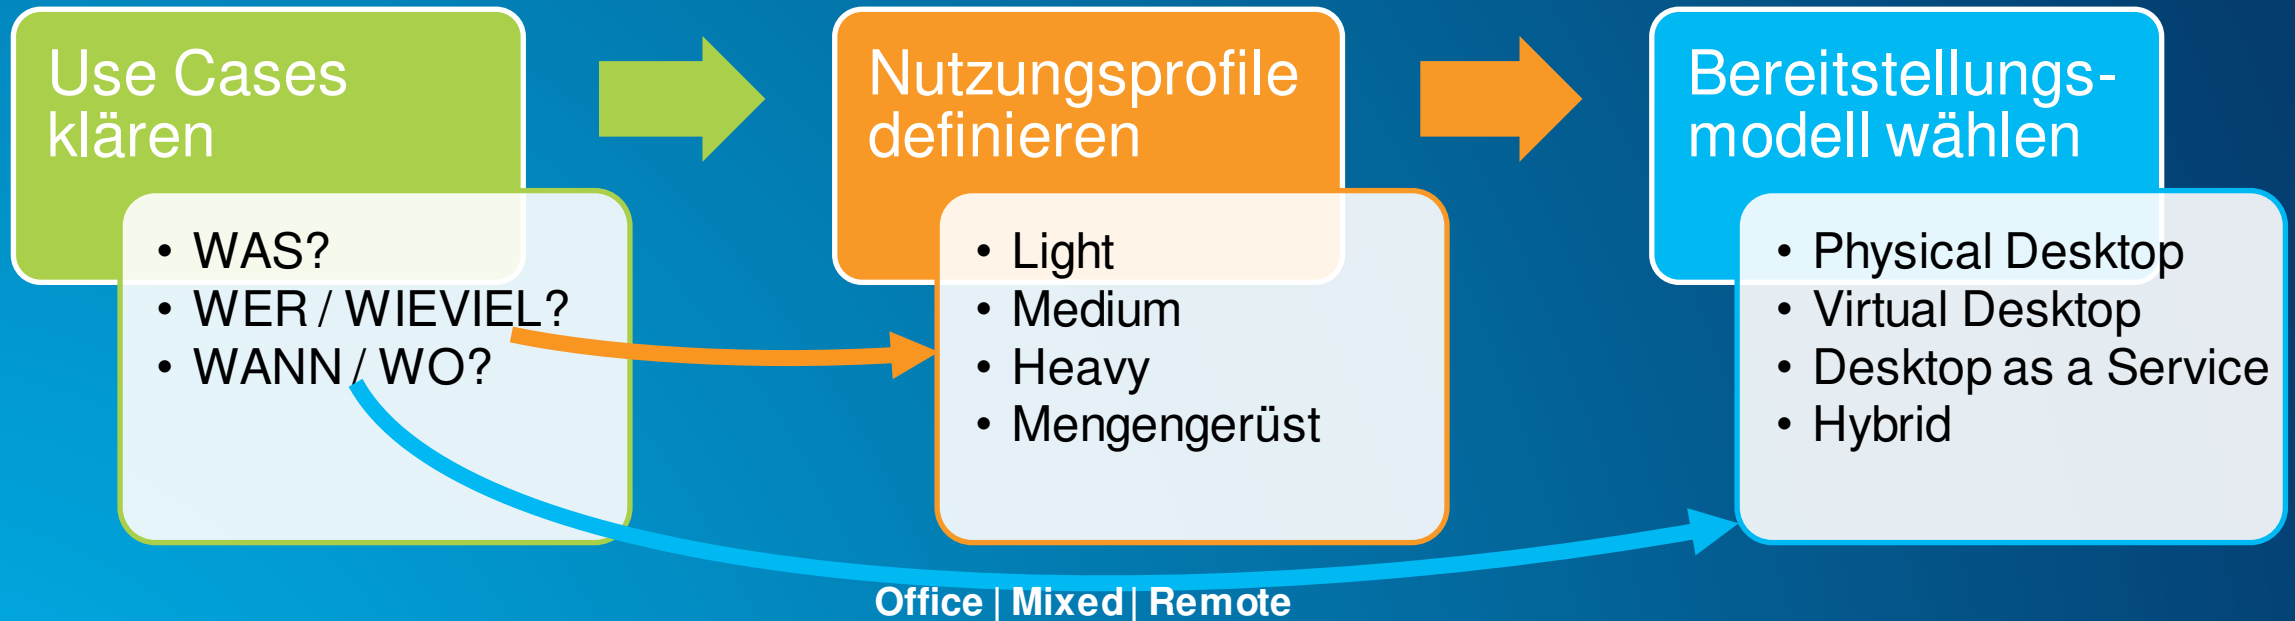 Use Cases
klären
• WAS?
• WER / WIEVIEL?
• WANN / WO?
Nutzungsprofile
definieren
• Light
• Medium
• Heavy
• Mengengerüst
Bereitstellungs-
modell wählen
• Physical Desktop
• Virtual Desktop
• Desktop as a Service
• Hybrid
Office | Mixed | Remote